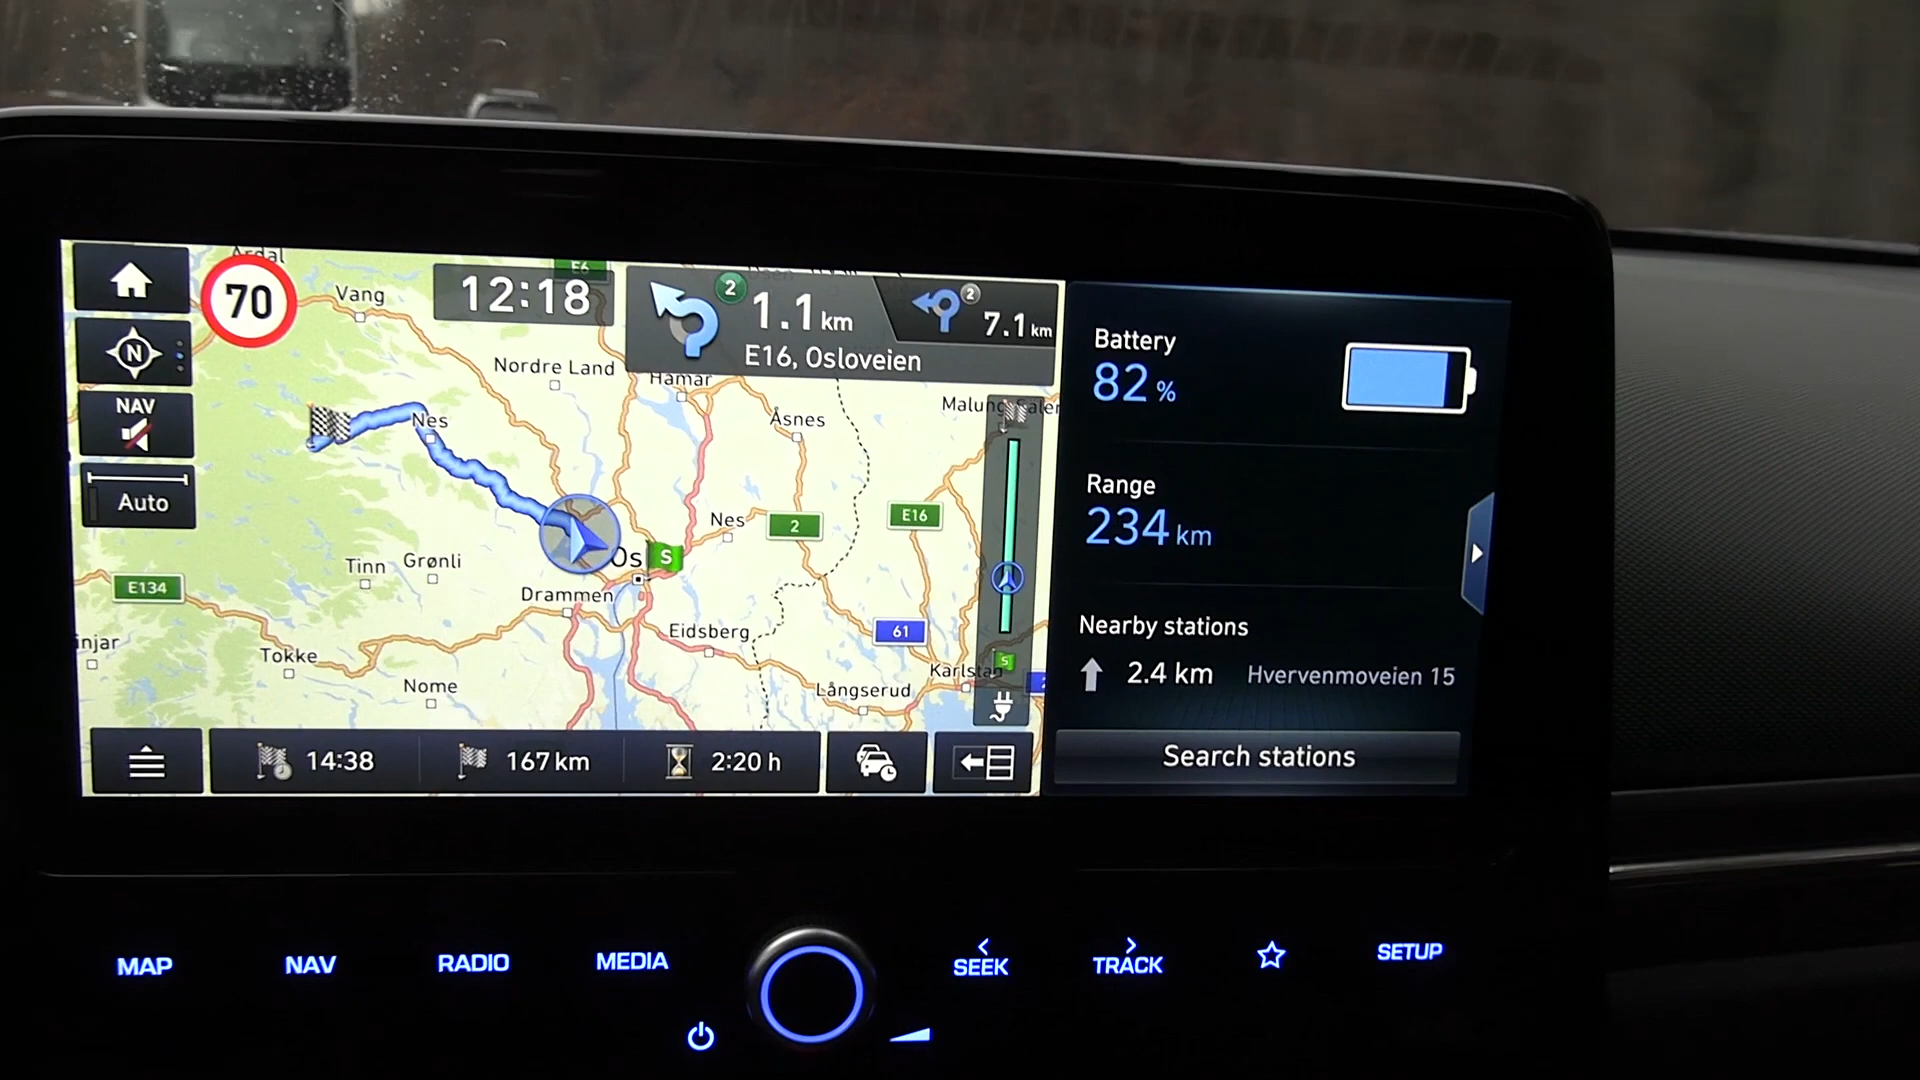 Årdal
70
Vang
12:18
E6
2
1.1 km
E16, Osloveien
2
7.1 km
N
NAV
Auto
Nordre Land
Hamar
Åsnes
Nes
Nes
2
E16
Os
S
Tinn
Grønli
E134
Drammen
Eidsberg
61
Tokke
Nome
Långserud
Karlstad
S
14:38
167 km
2:20 h
Battery
82 %
Range
234 km
Nearby stations
2.4 km Hvervenmoveien 15
Search stations
MAP
NAV
RADIO
MEDIA
< SEEK
> TRACK
SETUP